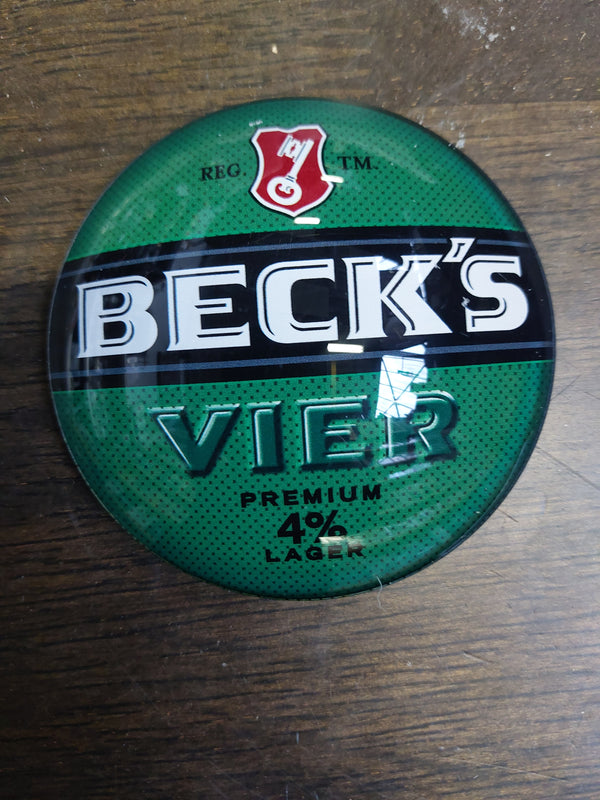 REG. TM.
BECK'S
VIER
PREMIUM
4%
LAGER